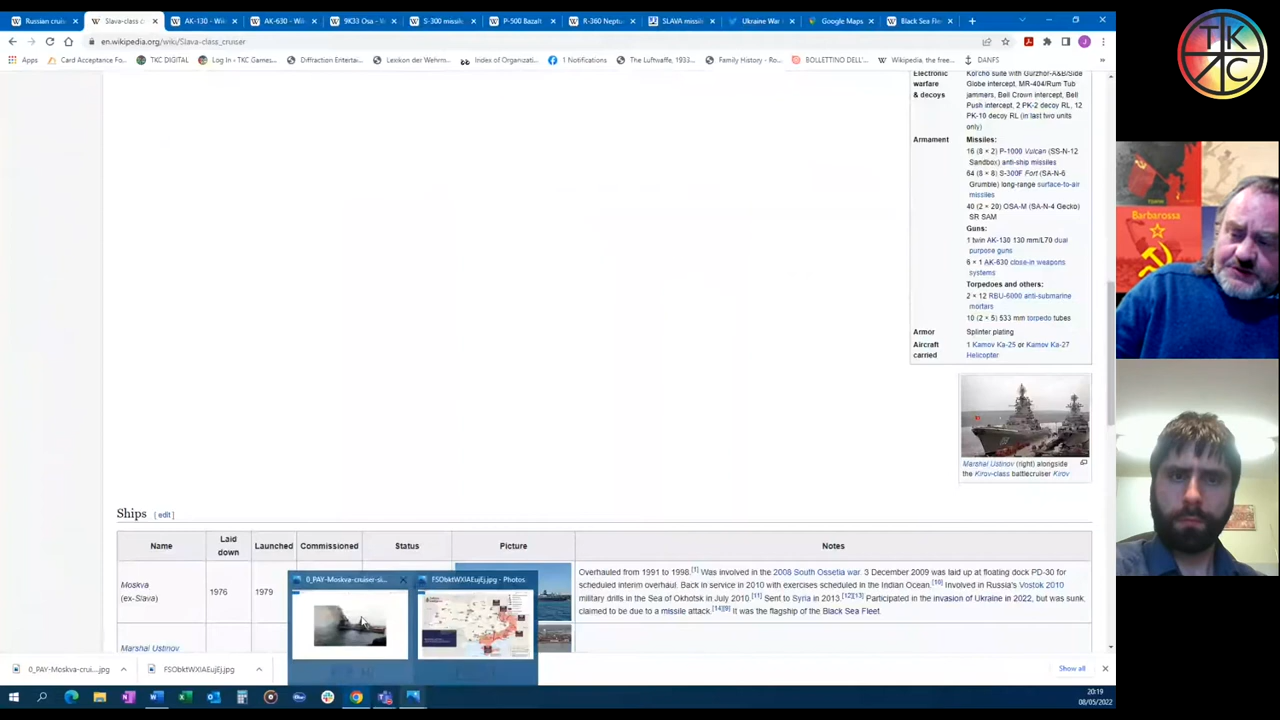 Russian cruis
Slava-class c
AK-130 - Wiki
AK-630 - Wiki
9K33 Osa - W
S-300 missile
P-500 Bazalt
R-360 Neptu
SLAVA missil
Ukraine War
Google Maps
Black Sea Fle
en.wikipedia.org/wiki/Slava-class_cruiser
Apps
Card Acceptance Fo...
TKC DIGITAL
Log In ‹ TKC Games...
Diffraction Enterta...
Lexikon der Wehrm...
Index of Organizati...
1 Notifications
The Luftwaffe, 1933...
Family History - Ro...
BOLLETTINO DELL'...
Wikipedia, the free...
DANFS
Electronic warfare & decoys
Kol'cho suite with Gurzhor-A&B/Side
Globe intercept, MR-404/Rum Tub
jammers, Bell Crown intercept, Bell
Push intercept, 2 PK-2 decoy RL, 12
PK-10 decoy RL (in last two units
only)
Armament
Missiles:
16 (8 × 2) P-1000 Vulcan (SS-N-12
Sandbox) anti-ship missiles
64 (8 × 8) S-300F Fort (SA-N-6
Grumble) long-range surface-to-air
missiles
40 (2 × 20) OSA-M (SA-N-4 Gecko)
SR SAM
Guns:
1 twin AK-130 130 mm/L70 dual
purpose guns
6 × 1 AK-630 close-in weapons
systems
Torpedoes and others:
2 × 12 RBU-6000 anti-submarine
mortars
10 (2 × 5) 533 mm torpedo tubes
Armor
Splinter plating
Aircraft carried
1 Kamov Ka-25 or Kamov Ka-27
Helicopter
Marshal Ustinov (right) alongside
the Kirov-class battlecruiser Kirov
Ships [ edit ]
Name
Laid down
Launched
Commissioned
Status
Picture
Notes
Moskva
(ex-Slava)
1976
1979
Overhauled from 1991 to 1998.[1] Was involved in the 2008 South Ossetia war. 3 December 2009 was laid up at floating dock PD-30 for
scheduled interim overhaul. Back in service in 2010 with exercises scheduled in the Indian Ocean.[10] Involved in Russia's Vostok 2010
military drills in the Sea of Okhotsk in July 2010.[11] Sent to Syria in 2013.[12][13] Participated in the invasion of Ukraine in 2022, but was sunk,
claimed to be due to a missile attack.[14][9] It was the flagship of the Black Sea Fleet.
Marshal Ustinov
0_PAY-Moskva-cruiser-si...
FSObktWXIAEujEj.jpg - Photos
0_PAY-Moskva-crui....jpg
FSObktWXIAEujEj.jpg
Show all
20:19
08/05/2022
TKC
Barbarossa